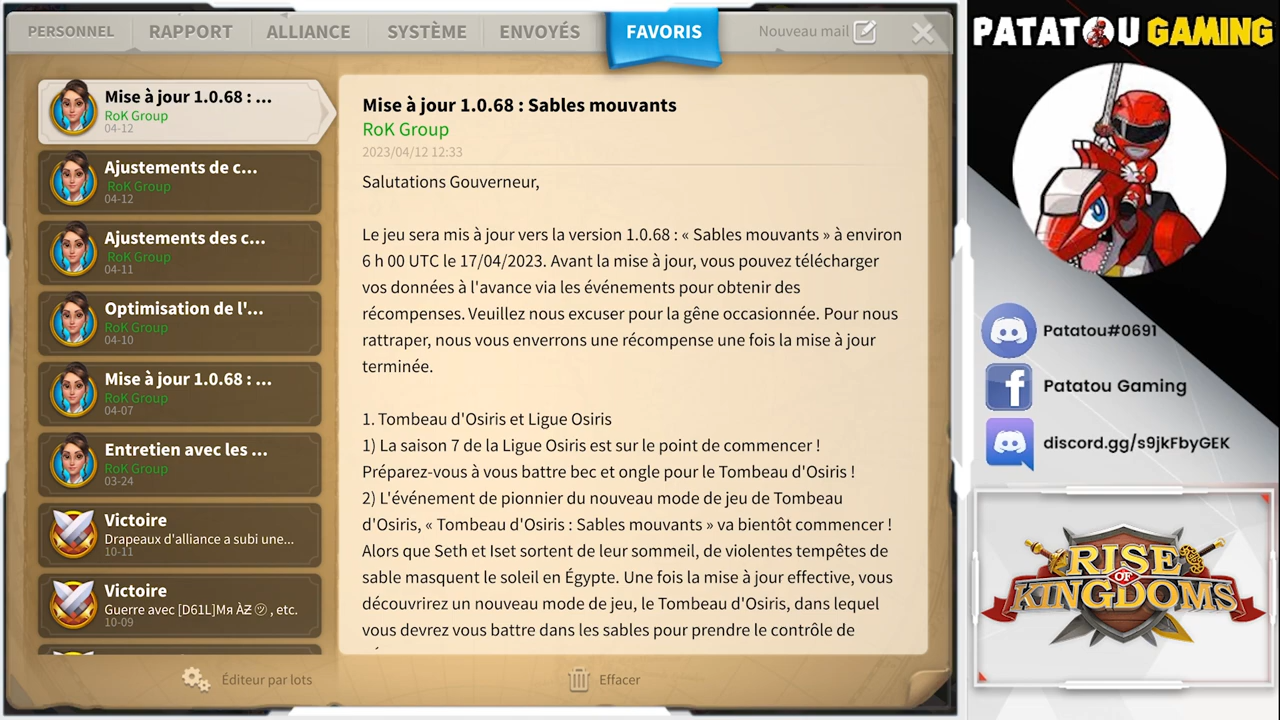 PERSONNEL
RAPPORT
ALLIANCE
SYSTÈME
ENVOYÉS
FAVORIS
Nouveau mail
Mise à jour 1.0.68 : ...
RoK Group
04-12
Ajustements de c...
RoK Group
04-12
Ajustements des c...
RoK Group
04-11
Optimisation de l'...
RoK Group
04-10
Mise à jour 1.0.68 : ...
RoK Group
04-07
Entretien avec les ...
RoK Group
03-24
Victoire
Drapeaux d'alliance a subi une...
10-11
Victoire
Guerre avec [D61L]Mя ÀƵ ツ , etc.
10-09
Mise à jour 1.0.68 : Sables mouvants
RoK Group
2023/04/12 12:33
Salutations Gouverneur,
Le jeu sera mis à jour vers la version 1.0.68 : « Sables mouvants » à environ
6 h 00 UTC le 17/04/2023. Avant la mise à jour, vous pouvez télécharger
vos données à l'avance via les événements pour obtenir des
récompenses. Veuillez nous excuser pour la gêne occasionnée. Pour nous
rattraper, nous vous enverrons une récompense une fois la mise à jour
terminée.
1. Tombeau d'Osiris et Ligue Osiris
1) La saison 7 de la Ligue Osiris est sur le point de commencer !
Préparez-vous à vous battre bec et ongle pour le Tombeau d'Osiris !
2) L'événement de pionnier du nouveau mode de jeu de Tombeau
d'Osiris, « Tombeau d'Osiris : Sables mouvants » va bientôt commencer !
Alors que Seth et Iset sortent de leur sommeil, de violentes tempêtes de
sable masquent le soleil en Égypte. Une fois la mise à jour effective, vous
découvrirez un nouveau mode de jeu, le Tombeau d'Osiris, dans lequel
vous devrez vous battre dans les sables pour prendre le contrôle de
Éditeur par lots
Effacer
PATATOU GAMING
Patatou#0691
Patatou Gaming
discord.gg/s9jkFbyGEK
RISE
OF
KINGDOMS